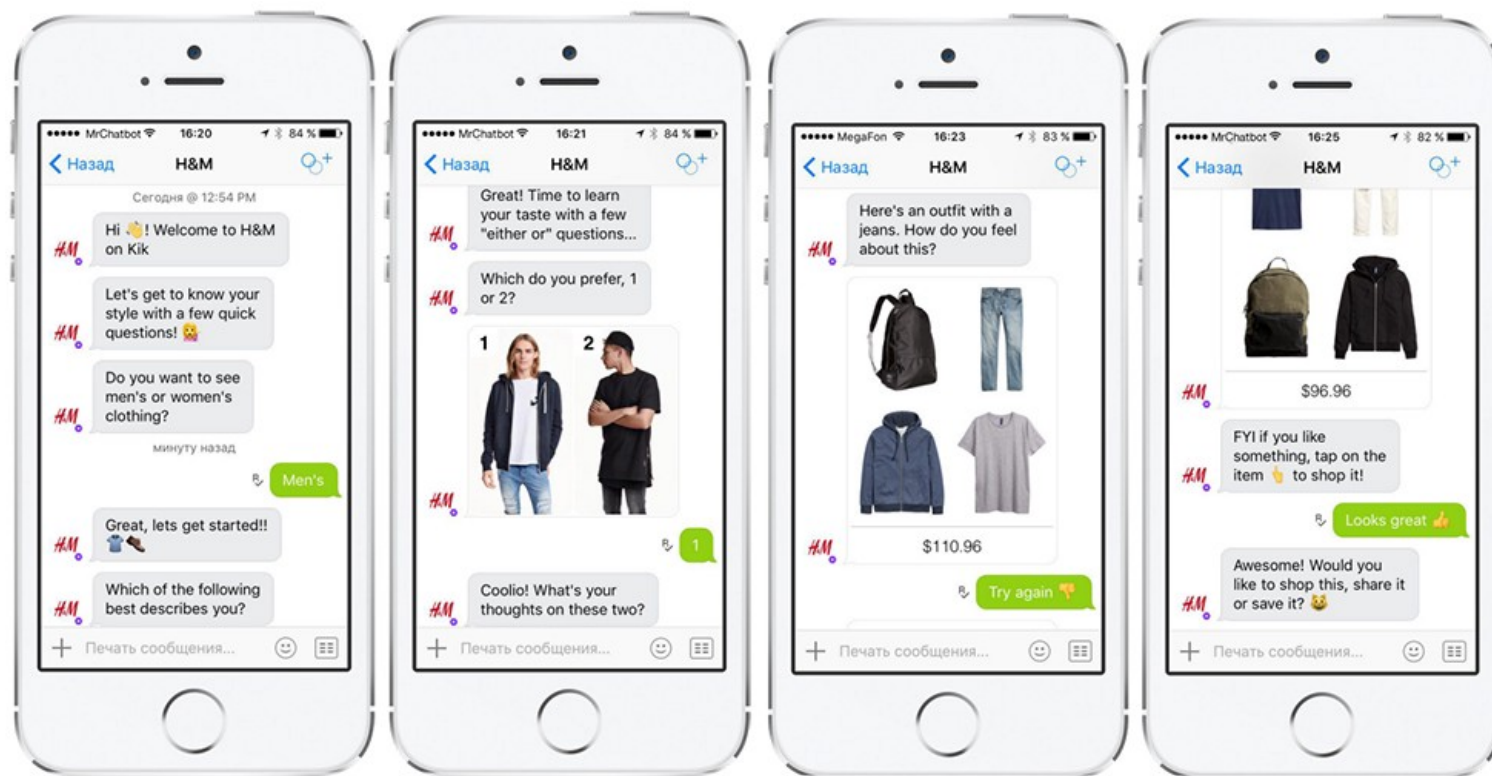 MrChatbot 16:20 84 %
Назад H&M
Сегодня @ 12:54 PM
Hi 👋! Welcome to H&M
on Kik
H&M
Let's get to know your
style with a few quick
questions! 💁
H&M
Do you want to see
men's or women's
clothing?
H&M
минуту назад
Men's
Great, lets get started!!
👕👞
H&M
Which of the following
best describes you?
H&M
Печать сообщения...
MrChatbot 16:21 84 %
Назад H&M
Great! Time to learn
your taste with a few
"either or" questions...
H&M
Which do you prefer, 1
or 2?
H&M
1 2
H&M
1
Coolio! What's your
thoughts on these two?
H&M
Печать сообщения...
MegaFon 16:23 83 %
Назад H&M
Here's an outfit with a
jeans. How do you feel
about this?
H&M
$110.96
H&M
Try again 👎
Печать сообщения...
MrChatbot 16:25 82 %
Назад H&M
$96.96
H&M
FYI if you like
something, tap on the
item 👆 to shop it!
H&M
Looks great 👍
Awesome! Would you
like to shop this, share it
or save it? 😺
H&M
Печать сообщения...